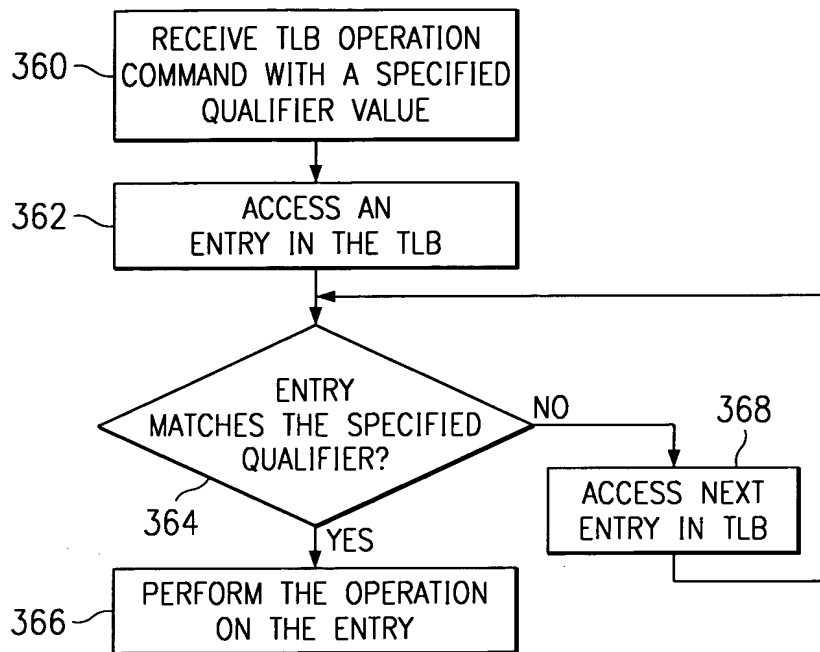 360
RECEIVE TLB OPERATION
COMMAND WITH A SPECIFIED
QUALIFIER VALUE
362
ACCESS AN
ENTRY IN THE TLB
ENTRY
MATCHES THE SPECIFIED
QUALIFIER?
364
NO
YES
368
ACCESS NEXT
ENTRY IN TLB
366
PERFORM THE OPERATION
ON THE ENTRY